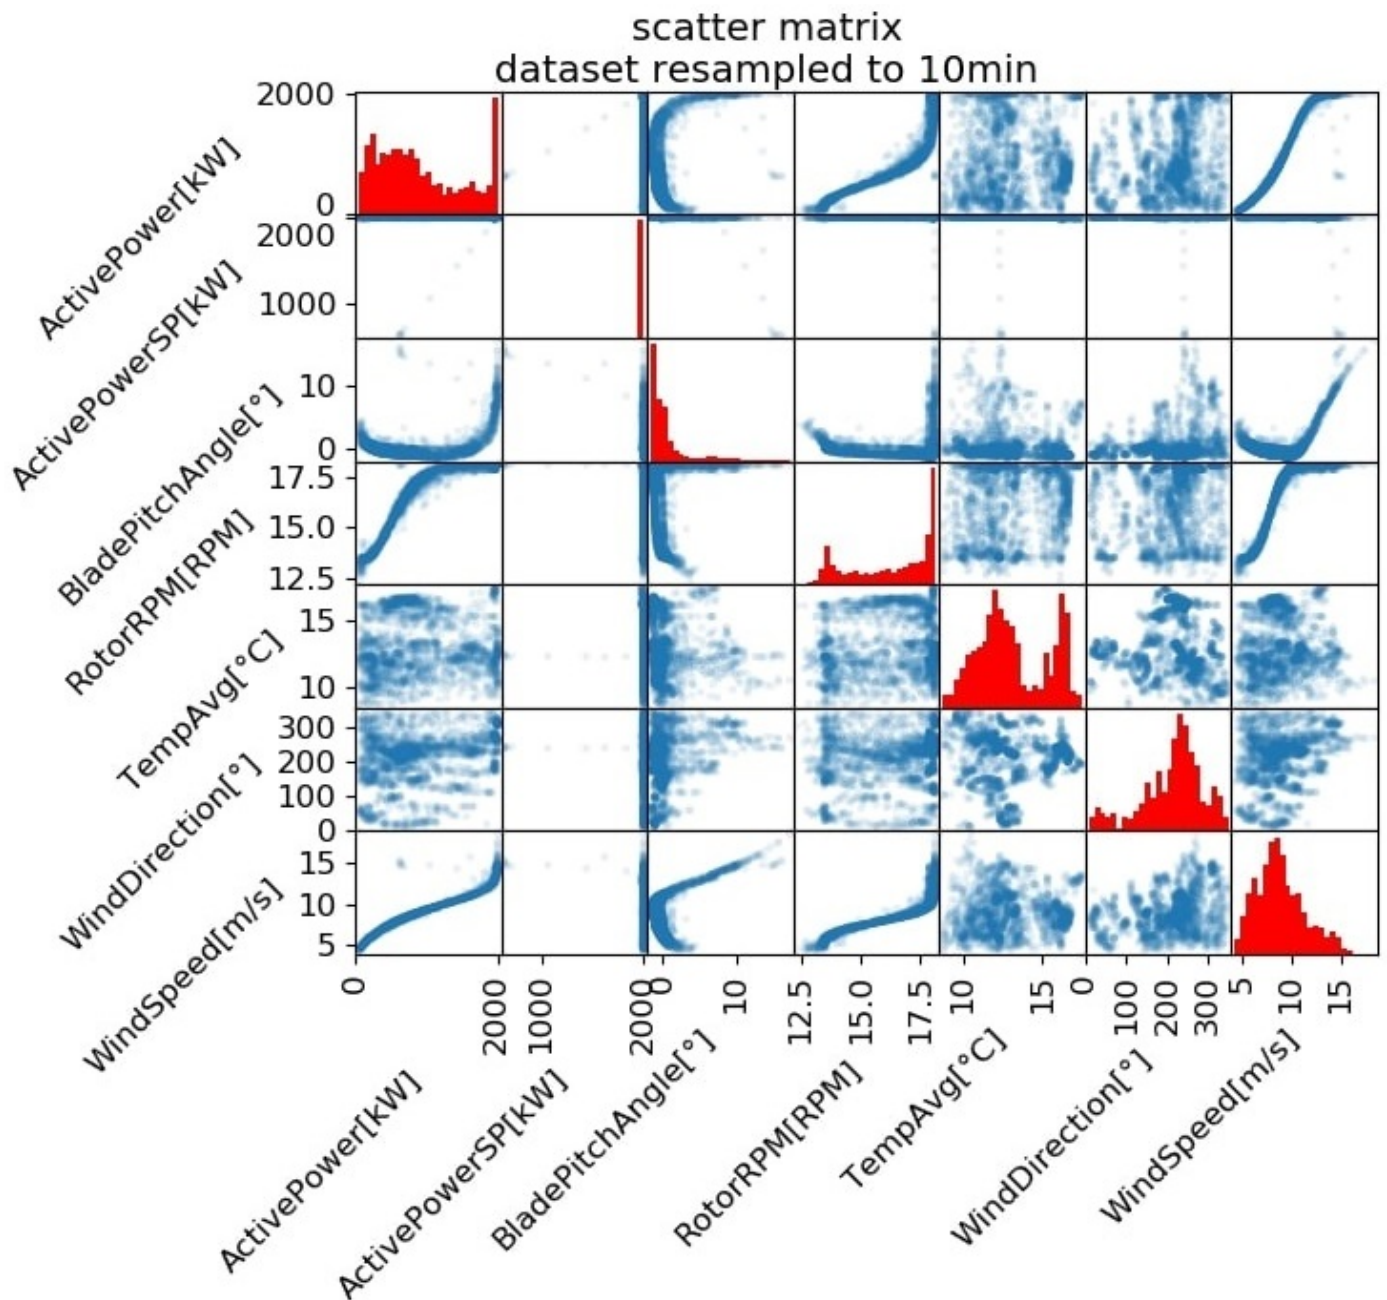 scatter matrix
dataset resampled to 10min
2000
0
ActivePower[kW]
2000
1000
ActivePowerSP[kW]
10
0
BladePitchAngle[°]
17.5
15.0
12.5
RotorRPM[RPM]
15
10
TempAvg[°C]
300
200
100
0
WindDirection[°]
15
10
5
WindSpeed[m/s]
0
2000
1000
2000
0
10
12.5
15.0
17.5
10
15
0
100
200
300
5
10
15
ActivePower[kW]
ActivePowerSP[kW]
BladePitchAngle[°]
RotorRPM[RPM]
TempAvg[°C]
WindDirection[°]
WindSpeed[m/s]